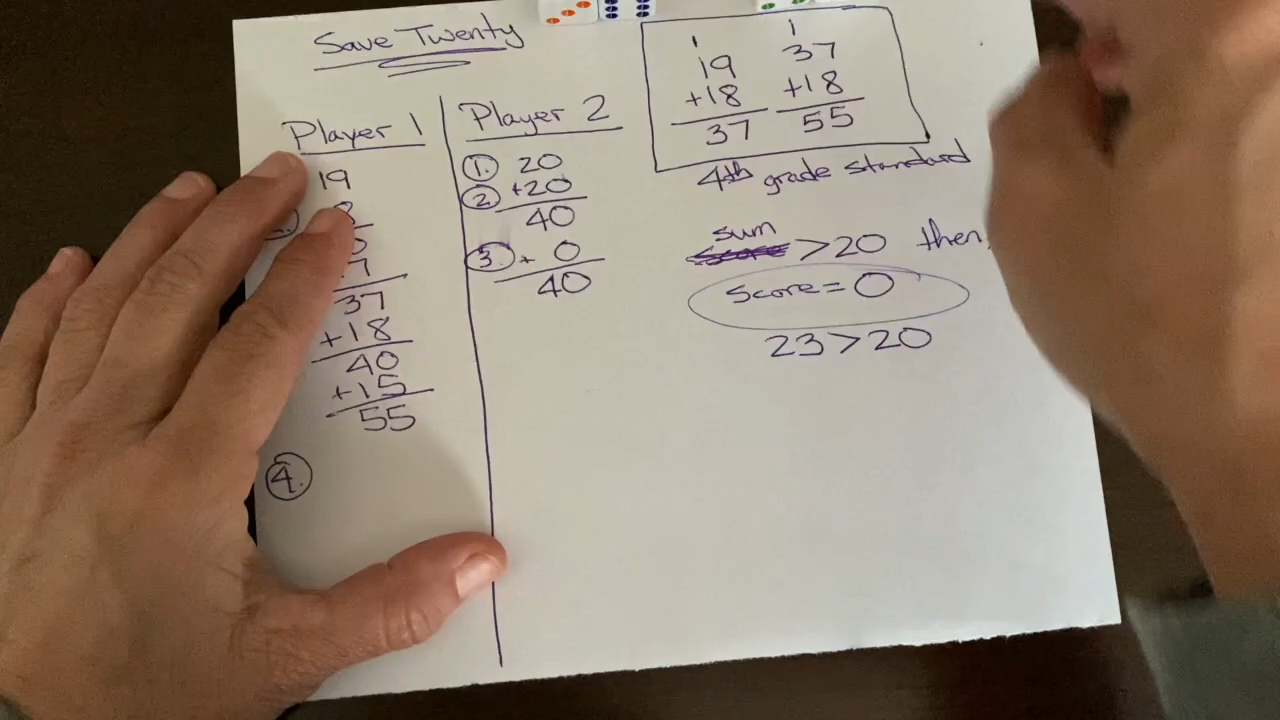 Save Twenty
Player 1
19
8
7
37
+18
40
+15
55
4.
Player 2
1. 20
2 +20
40
3. + 0
40
1
19
+18
37
1
37
+18
55
4th grade standard
sum
>20 then
score=0
23>20